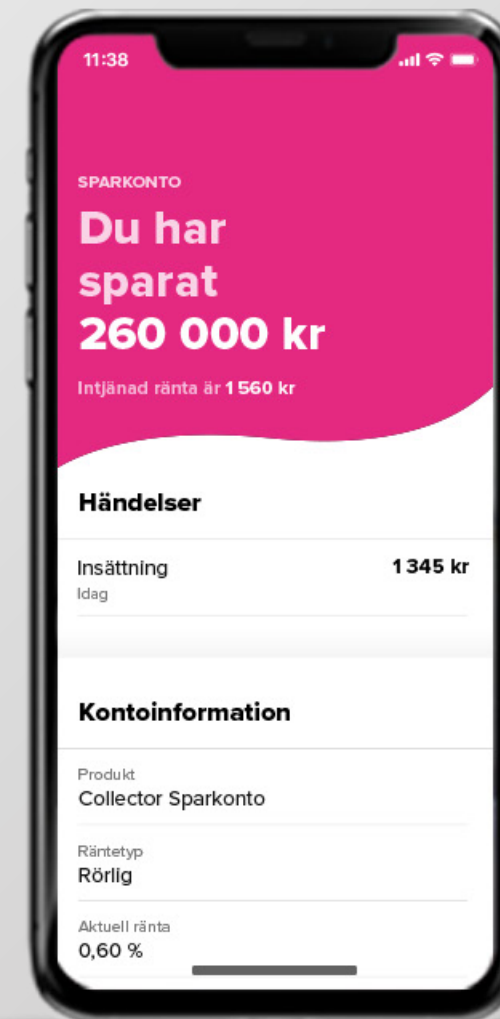 11:38
SPARKONTO
Du har
sparat
260 000 kr
Intjänad ränta är 1 560 kr
Händelser
Insättning 1 345 kr
Idag
Kontoinformation
Produkt
Collector Sparkonto
Räntetyp
Rörlig
Aktuell ränta
0,60 %